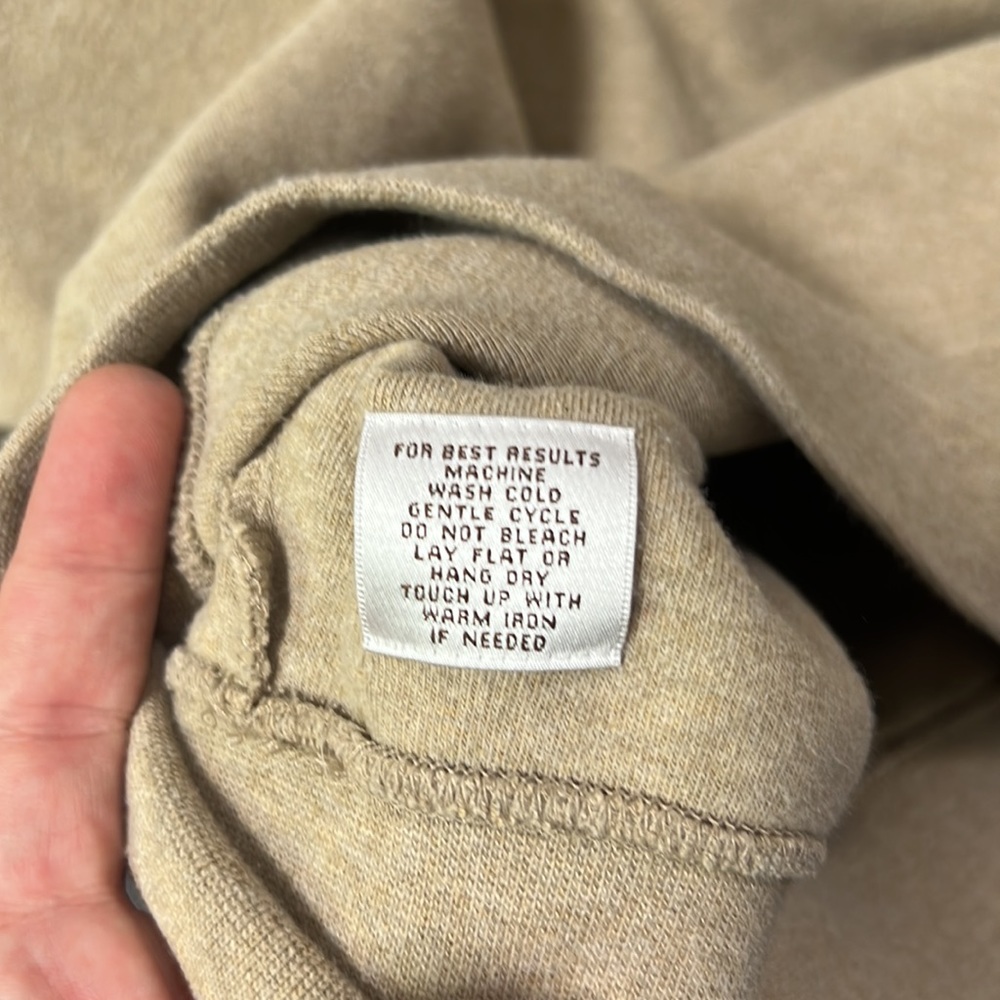 FOR BEST RESULTS
MACHINE
WASH COLD
GENTLE CYCLE
DO NOT BLEACH
LAY FLAT OR
HANG DRY
TOUCH UP WITH
WARM IRON
IF NEEDED